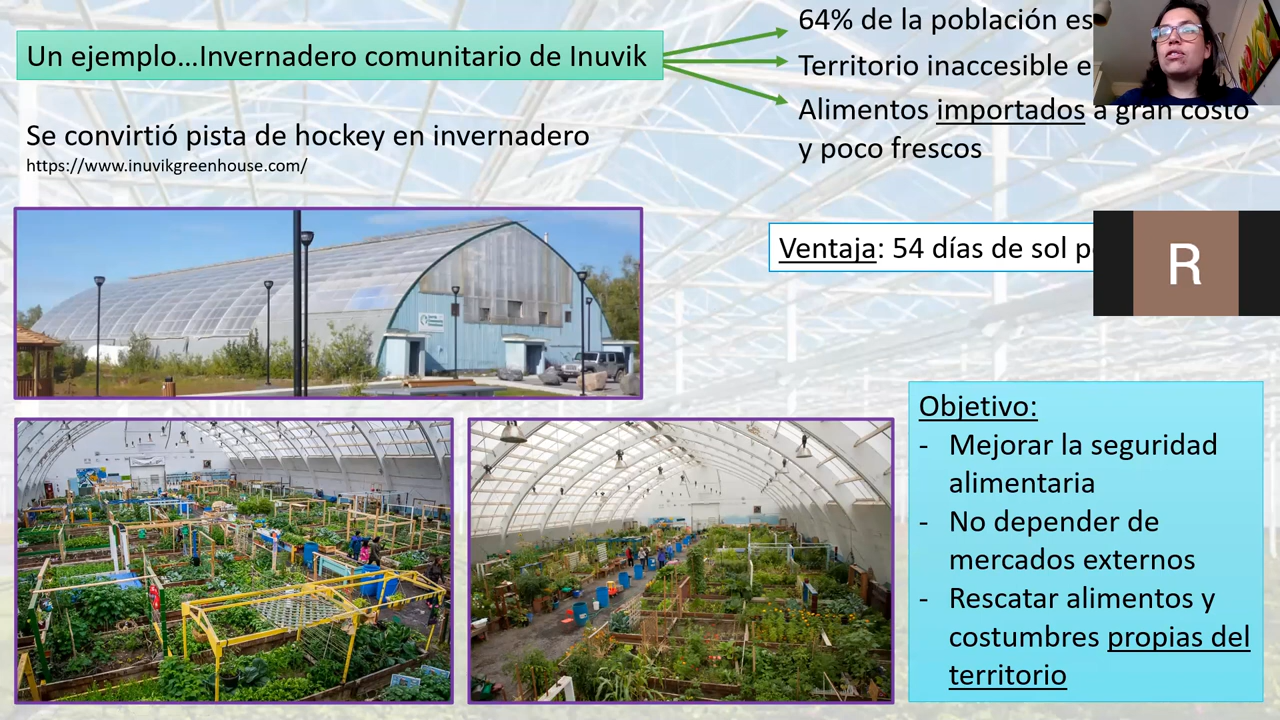 Un ejemplo...Invernadero comunitario de Inuvik
Se convirtió pista de hockey en invernadero
https://www.inuvikgreenhouse.com/
64% de la población es
Territorio inaccesible e
Alimentos importados a gran costo
y poco frescos
Ventaja: 54 días de sol
R
Objetivo:
- Mejorar la seguridad
alimentaria
- No depender de
mercados externos
- Rescatar alimentos y
costumbres propias del
territorio